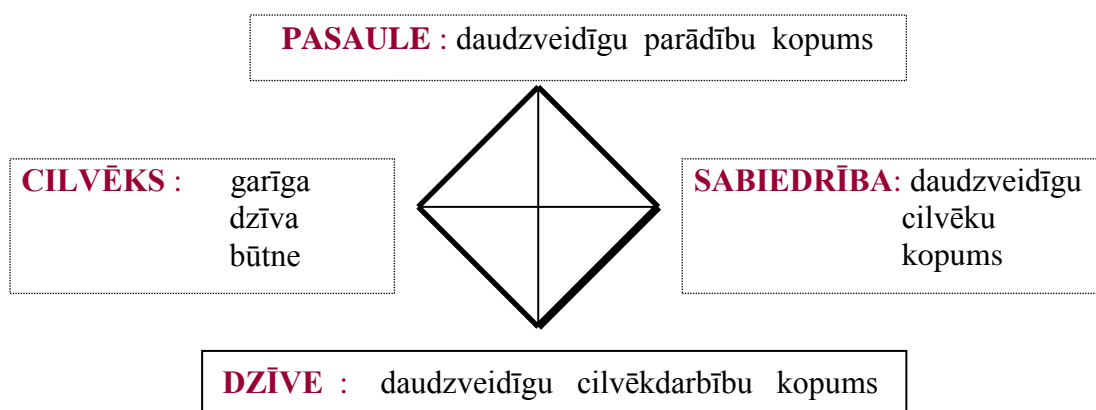 PASAULE : daudzveidīgu parādību kopums
CILVĒKS : garīga
dzīva
būtne
SABIEDRĪBA: daudzveidīgu
cilvēku
kopums
DZĪVE : daudzveidīgu cilvēkdarbību kopums